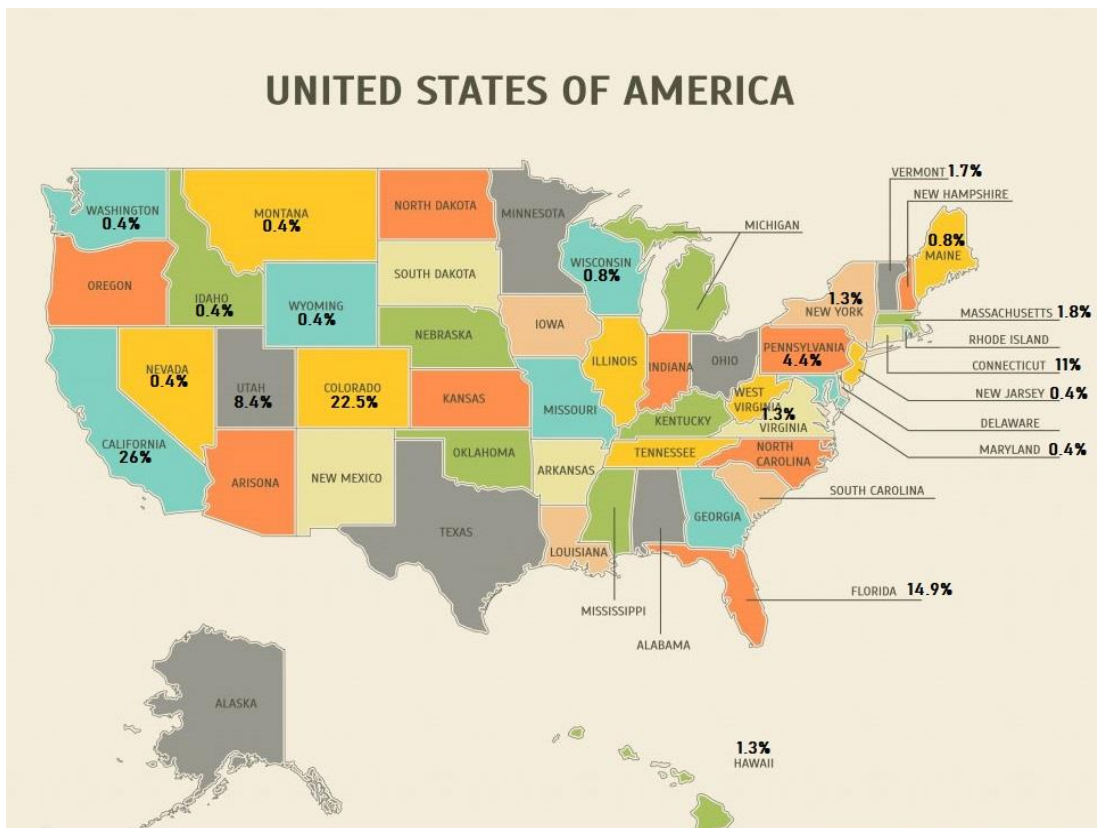 UNITED STATES OF AMERICA
VERMONT 1.7%
NEW HAMPSHIRE
WASHINGTON
0.4%
MONTANA
0.4%
NORTH DAKOTA
MINNESOTA
MICHIGAN
0.8%
MAINE
OREGON
IDAHO
0.4%
WYOMING
0.4%
SOUTH DAKOTA
WISCONSIN
0.8%
1.3%
NEW YORK
MASSACHUSETTS 1.8%
RHODE ISLAND
NEVADA
0.4%
UTAH
8.4%
COLORADO
22.5%
NEBRASKA
IOWA
ILLINOIS
INDIANA
OHIO
PENNSYLVANIA
4.4%
CONNECTICUT 11%
NEW JARSEY 0.4%
CALIFORNIA
26%
KANSAS
MISSOURI
KENTUCKY
WEST
VIRGINIA
1.3%
VIRGINIA
DELAWARE
MARYLAND 0.4%
ARISONA
NEW MEXICO
OKLAHOMA
ARKANSAS
TENNESSEE
NORTH
CAROLINA
SOUTH CAROLINA
TEXAS
LOUISIANA
MISSISSIPPI
ALABAMA
GEORGIA
FLORIDA 14.9%
ALASKA
1.3%
HAWAII